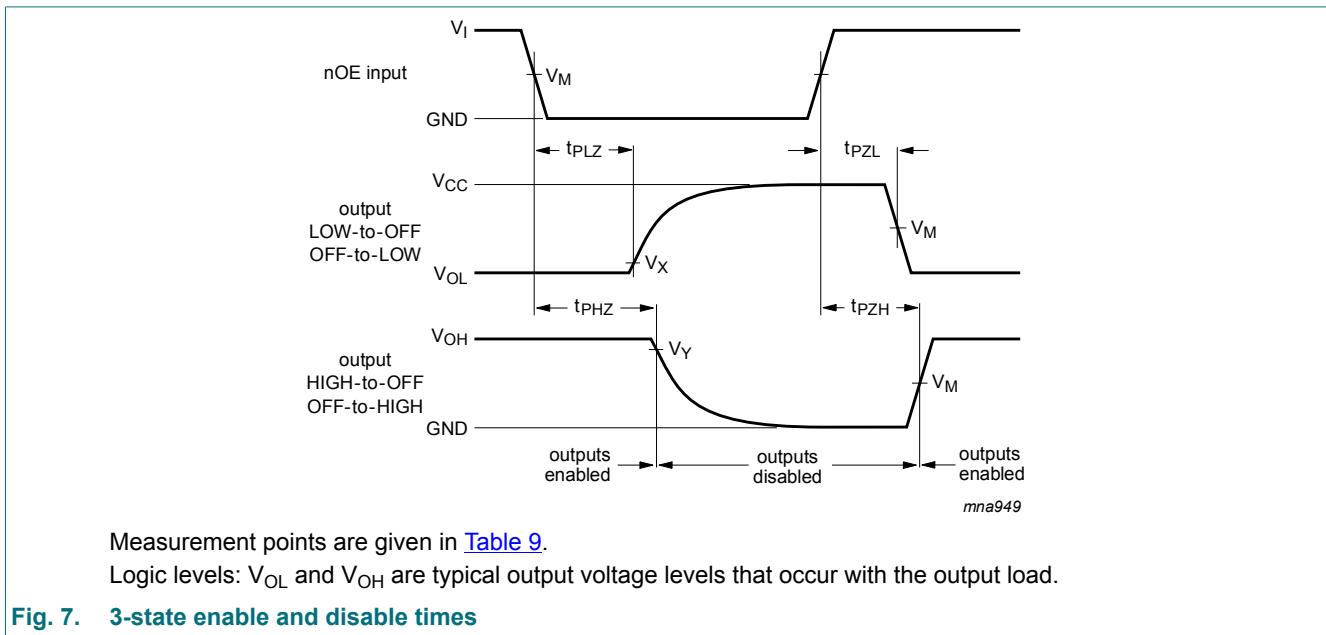 V_I
nOE input
V_M
GND
t_PLZ
t_PZL
V_CC
output
LOW-to-OFF
OFF-to-LOW
V_M
V_X
V_OL
t_PHZ
t_PZH
V_OH
output
HIGH-to-OFF
OFF-to-HIGH
V_Y
V_M
GND
outputs
enabled
outputs
disabled
outputs
enabled
mna949
Measurement points are given in Table 9.
Logic levels: V_OL and V_OH are typical output voltage levels that occur with the output load.
Fig. 7. 3-state enable and disable times